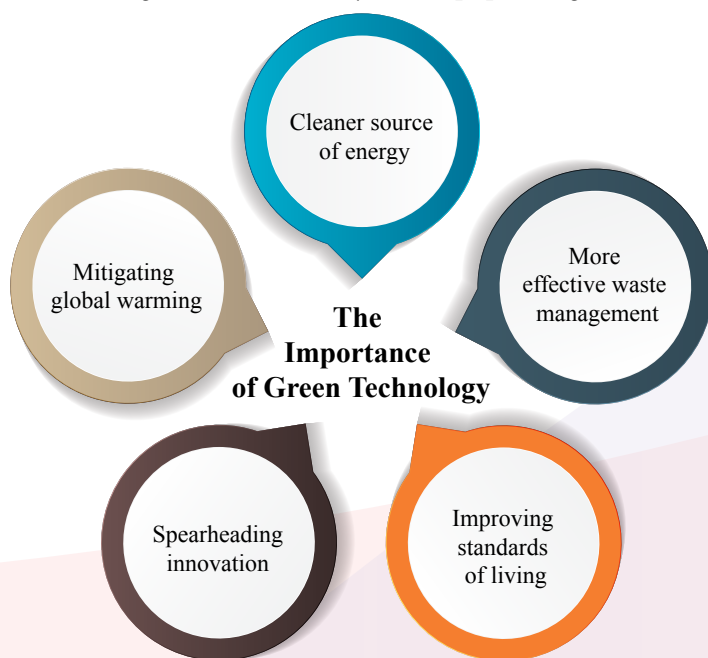 Cleaner source
of energy
Mitigating
global warming
More
effective waste
management
The
Importance
of Green Technology
Spearheading
innovation
Improving
standards
of living